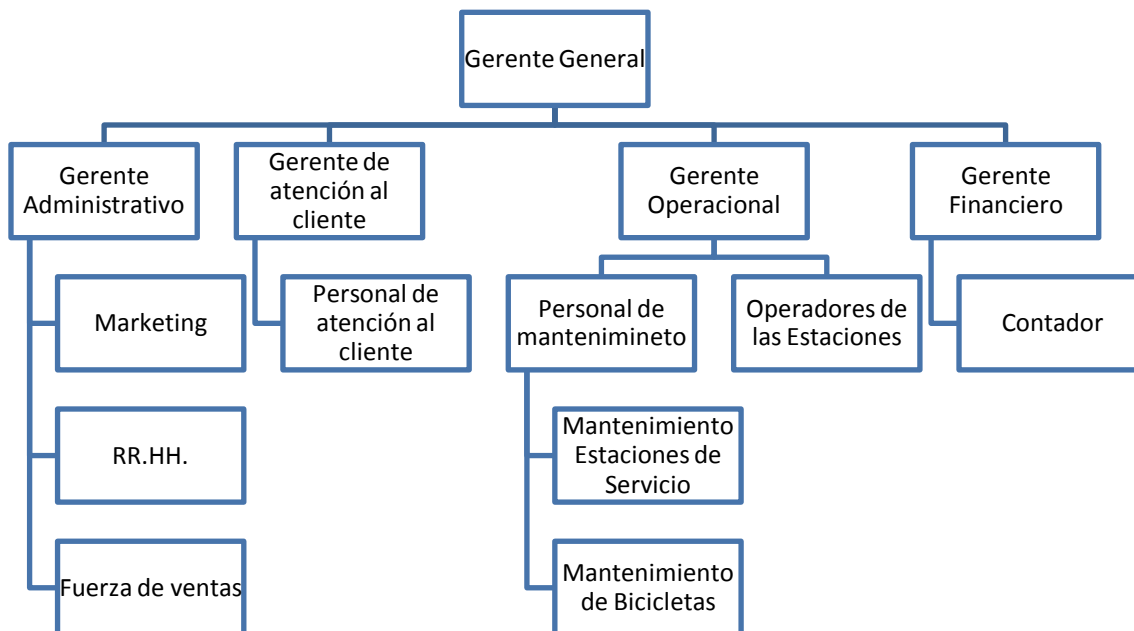 Gerente General
Gerente
Administrativo
Gerente de
atención al
cliente
Gerente
Operacional
Gerente
Financiero
Marketing
Personal de
atención al
cliente
Personal de
mantenimineto
Operadores de
las Estaciones
Contador
RR.HH.
Mantenimiento
Estaciones de
Servicio
Fuerza de ventas
Mantenimiento
de Bicicletas